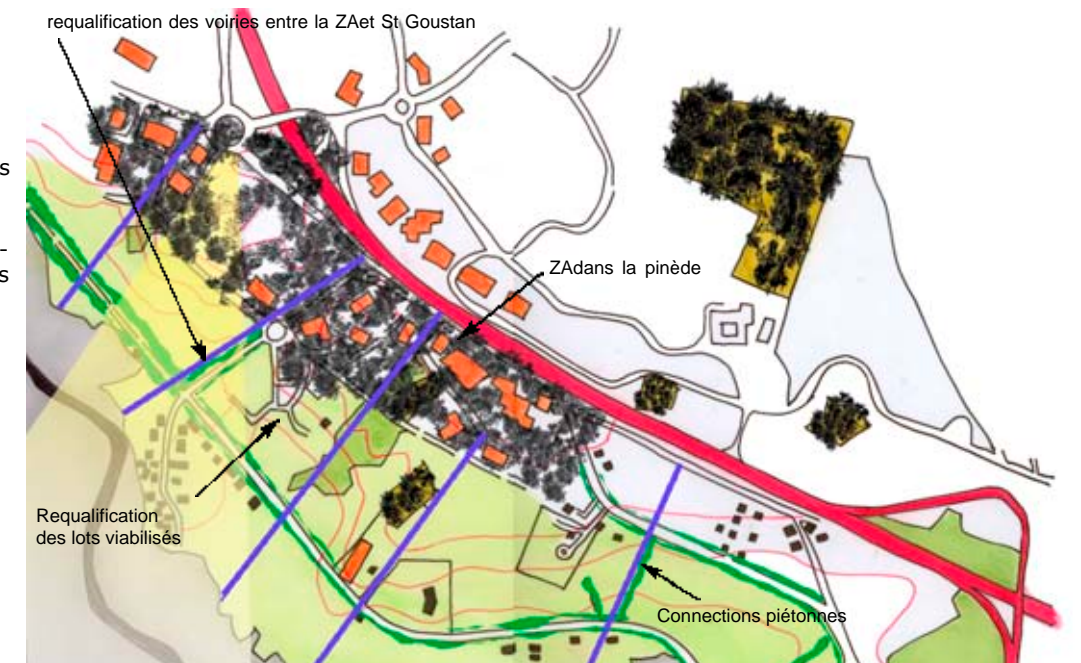 requalification des voiries entre la ZAet St Goustan
s
-
s
ZAdans la pinède
Requalification
des lots viabilisés
Connections piétonnes